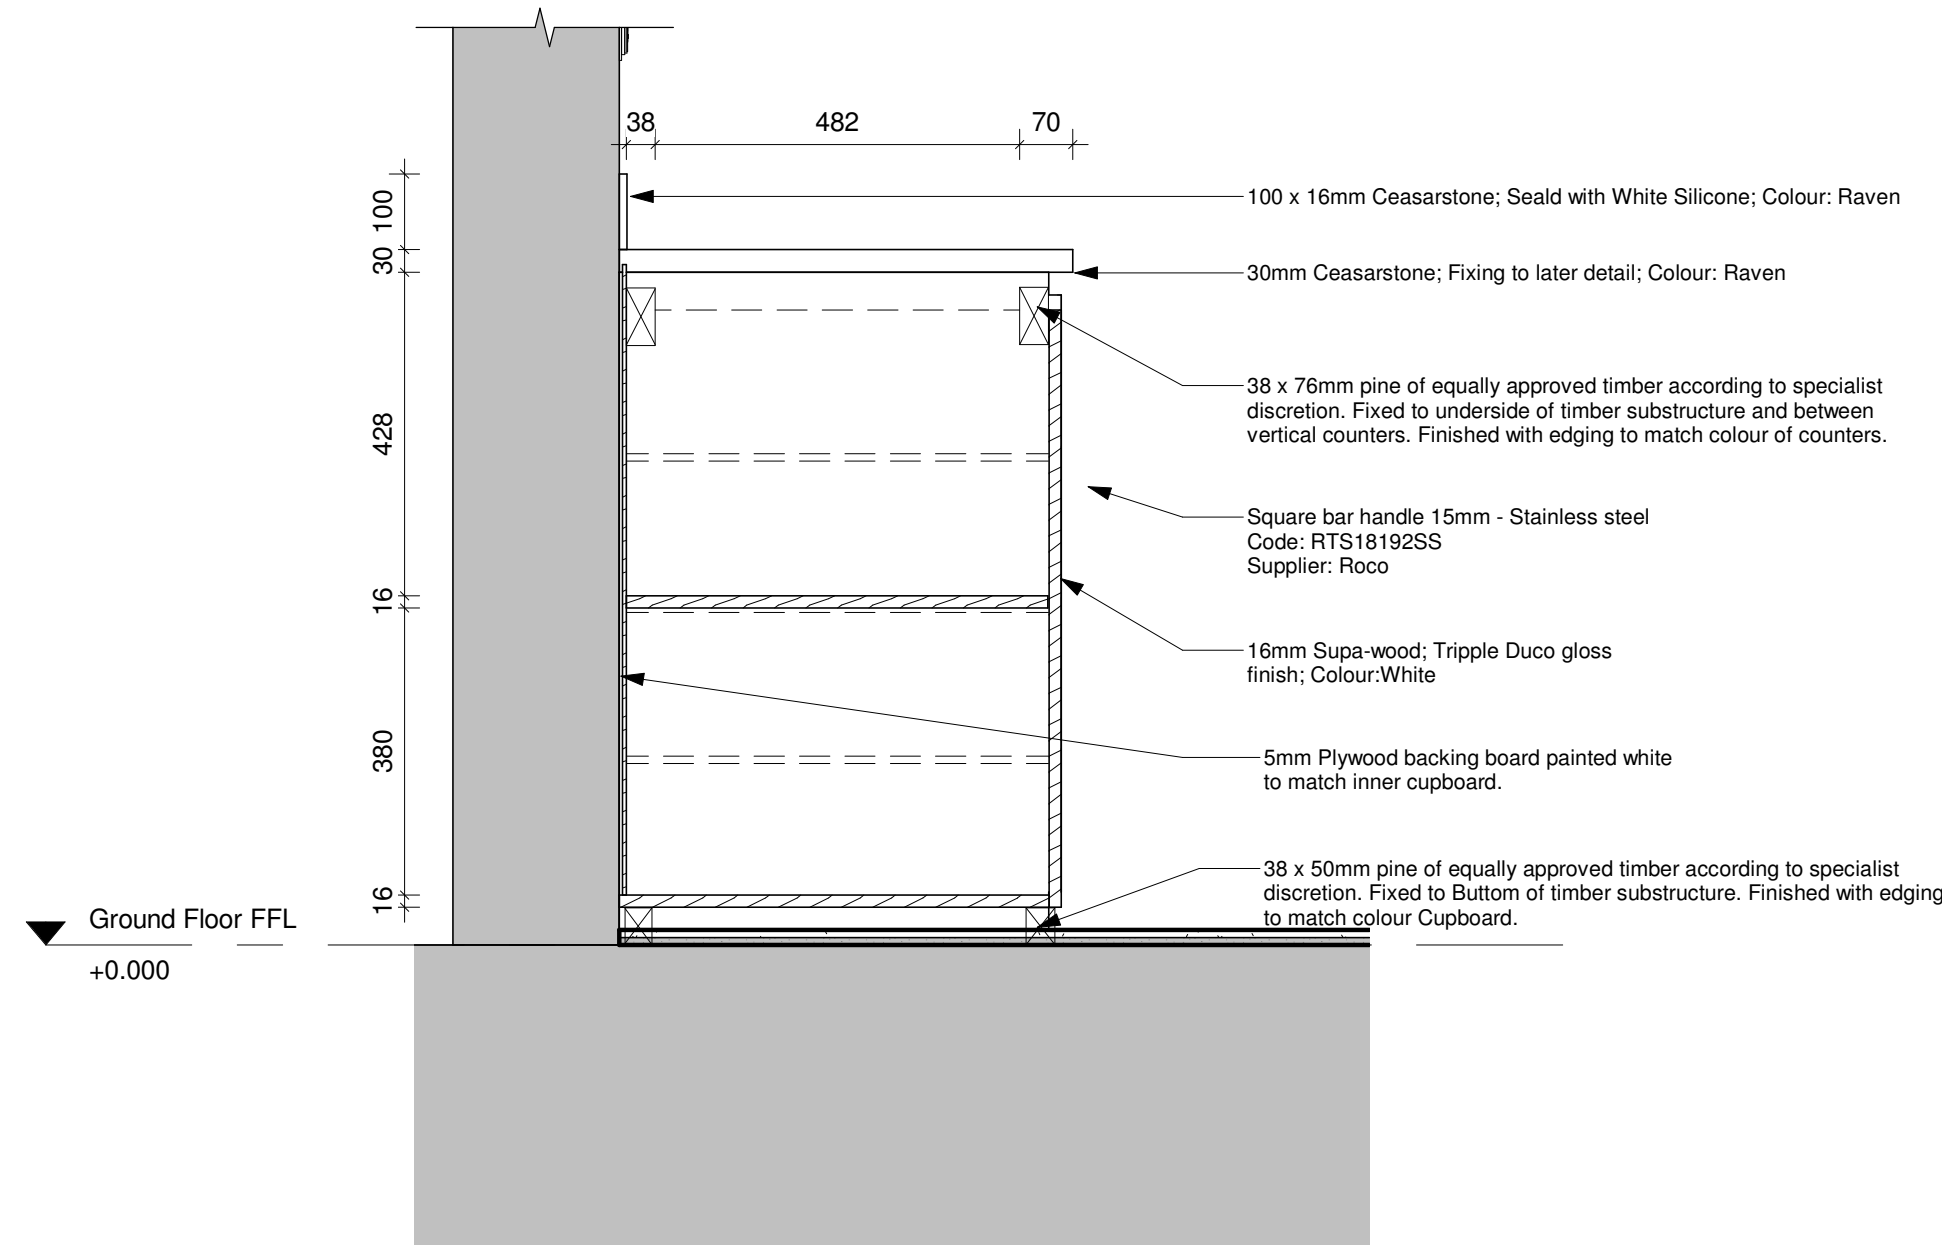 38 482 70
100
30
428
16
380
16
100 x 16mm Ceasarstone; Seald with White Silicone; Colour: Raven
30mm Ceasarstone; Fixing to later detail; Colour: Raven
38 x 76mm pine of equally approved timber according to specialist
discretion. Fixed to underside of timber substructure and between
vertical counters. Finished with edging to match colour of counters.
Square bar handle 15mm - Stainless steel
Code: RTS18192SS
Supplier: Roco
16mm Supa-wood; Tripple Duco gloss
finish; Colour:White
5mm Plywood backing board painted white
to match inner cupboard.
38 x 50mm pine of equally approved timber according to specialist
discretion. Fixed to Buttom of timber substructure. Finished with edging
to match colour Cupboard.
Ground Floor FFL
+0.000